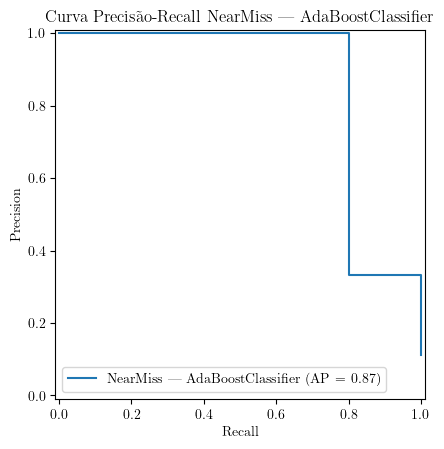 Curva Precisão-Recall NearMiss — AdaBoostClassifier
1.0
0.8
0.6
0.4
0.2
0.0
Precision
NearMiss — AdaBoostClassifier (AP = 0.87)
0.0 0.2 0.4 0.6 0.8 1.0
Recall